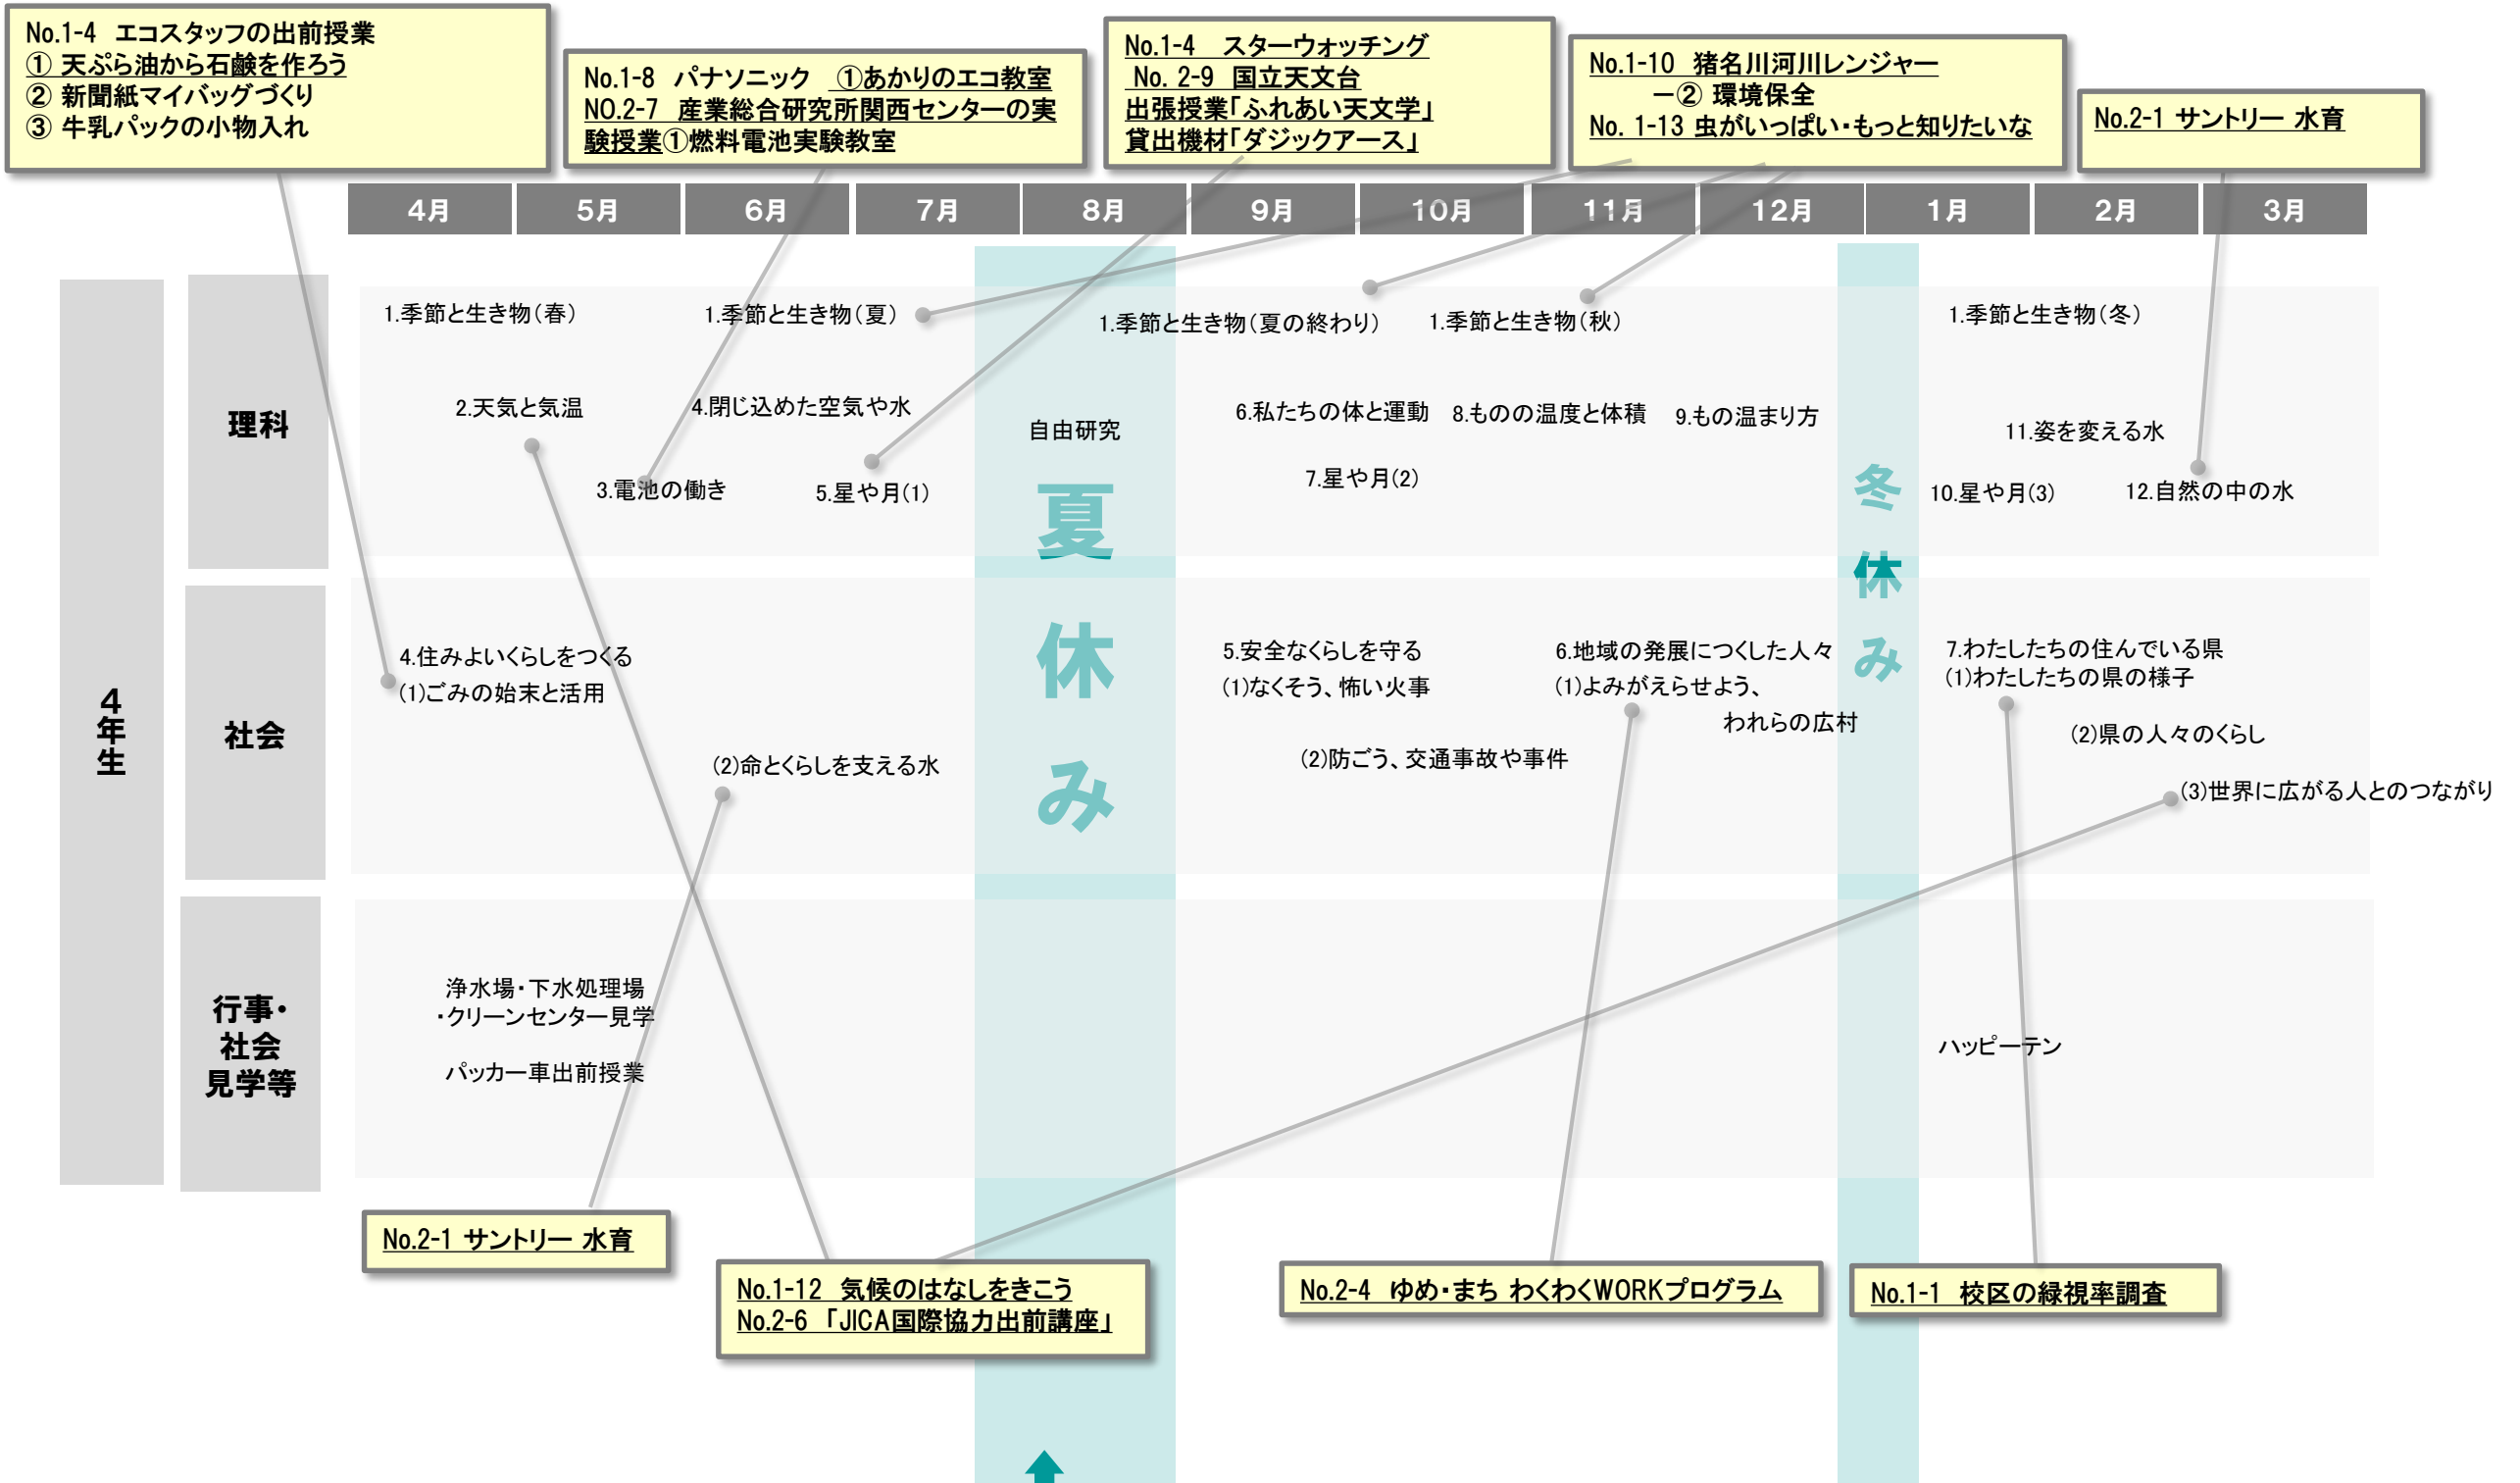 No.1-4 エコスタッフの出前授業
① 天ぷら油から石鹸を作ろう
② 新聞紙マイバッグづくり
③ 牛乳パックの小物入れ
No.1-8 パナソニック ①あかりのエコ教室
NO.2-7 産業総合研究所関西センターの実
験授業①燃料電池実験教室
No.1-4 スターウォッチング
No. 2-9 国立天文台
出張授業「ふれあい天文学」
貸出機材「ダジックアース」
No.1-10 猪名川河川レンジャー
－② 環境保全
No. 1-13 虫がいっぱい・もっと知りたいな
No.2-1 サントリー 水育
4月 5月 6月 7月 8月 9月 10月 11月 12月 1月 2月 3月
4年生
理科
1.季節と生き物（春）
1.季節と生き物（夏）
1.季節と生き物（夏の終わり）
1.季節と生き物（秋）
1.季節と生き物（冬）
2.天気と気温
4.閉じ込めた空気や水
自由研究
6.私たちの体と運動
8.ものの温度と体積
9.もの温まり方
11.姿を変える水
3.電池の働き
5.星や月(1)
7.星や月(2)
10.星や月(3)
12.自然の中の水
夏休み
冬休み
社会
4.住みよいくらしをつくる
(1)ごみの始末と活用
(2)命とくらしを支える水
5.安全なくらしを守る
(1)なくそう、怖い火事
(2)防ごう、交通事故や事件
6.地域の発展につくした人々
(1)よみがえらせよう、
われらの広村
7.わたしたちの住んでいる県
(1)わたしたちの県の様子
(2)県の人々のくらし
(3)世界に広がる人とのつながり
行事・
社会
見学等
浄水場・下水処理場
・クリーンセンター見学
パッカー車出前授業
ハッピーテン
No.2-1 サントリー 水育
No.1-12 気候のはなしをきこう
No.2-6 「JICA国際協力出前講座」
No.2-4 ゆめ・まち わくわくWORKプログラム
No.1-1 校区の緑視率調査